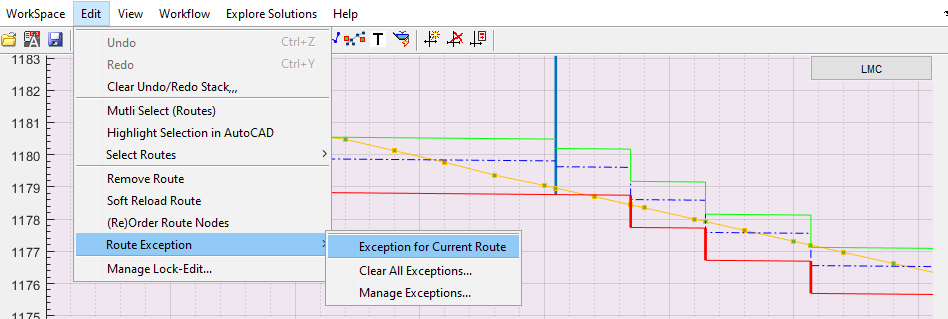 WorkSpace Edit View Workflow Explore Solutions Help
T
Undo Ctrl+Z
Redo Ctrl+Y
Clear Undo/Redo Stack,,,
Mutli Select (Routes)
Highlight Selection in AutoCAD
Select Routes
Remove Route
Soft Reload Route
(Re)Order Route Nodes
Route Exception
Manage Lock-Edit...
Exception for Current Route
Clear All Exceptions...
Manage Exceptions...
LMC
1183
1182
1181
1180
1179
1178
1177
1176
1175